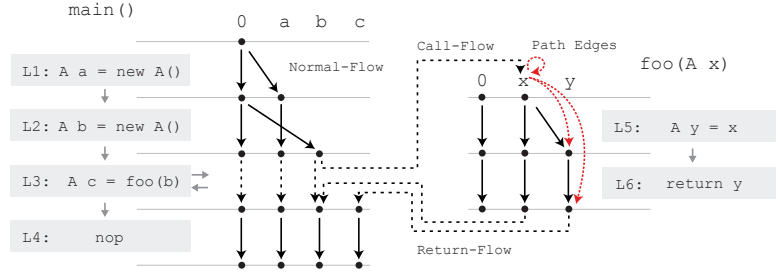 main()
0 a b c
L1: A a = new A()
L2: A b = new A()
L3: A c = foo(b)
L4: nop
Normal-Flow
Call-Flow
Path Edges
foo(A x)
0 x y
L5: A y = x
L6: return y
Return-Flow